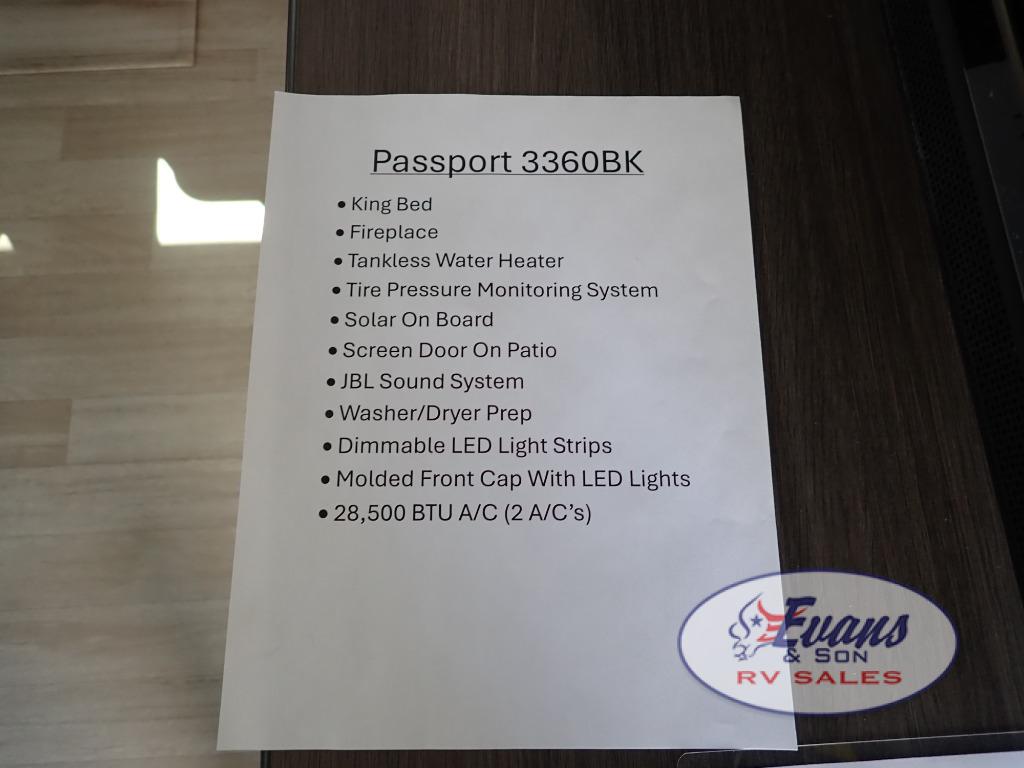 Passport 3360BK
• King Bed
• Fireplace
• Tankless Water Heater
• Tire Pressure Monitoring System
• Solar On Board
• Screen Door On Patio
• JBL Sound System
• Washer/Dryer Prep
• Dimmable LED Light Strips
• Molded Front Cap With LED Lights
• 28,500 BTU A/C (2 A/C’s)
Evans
& SON
RV SALES